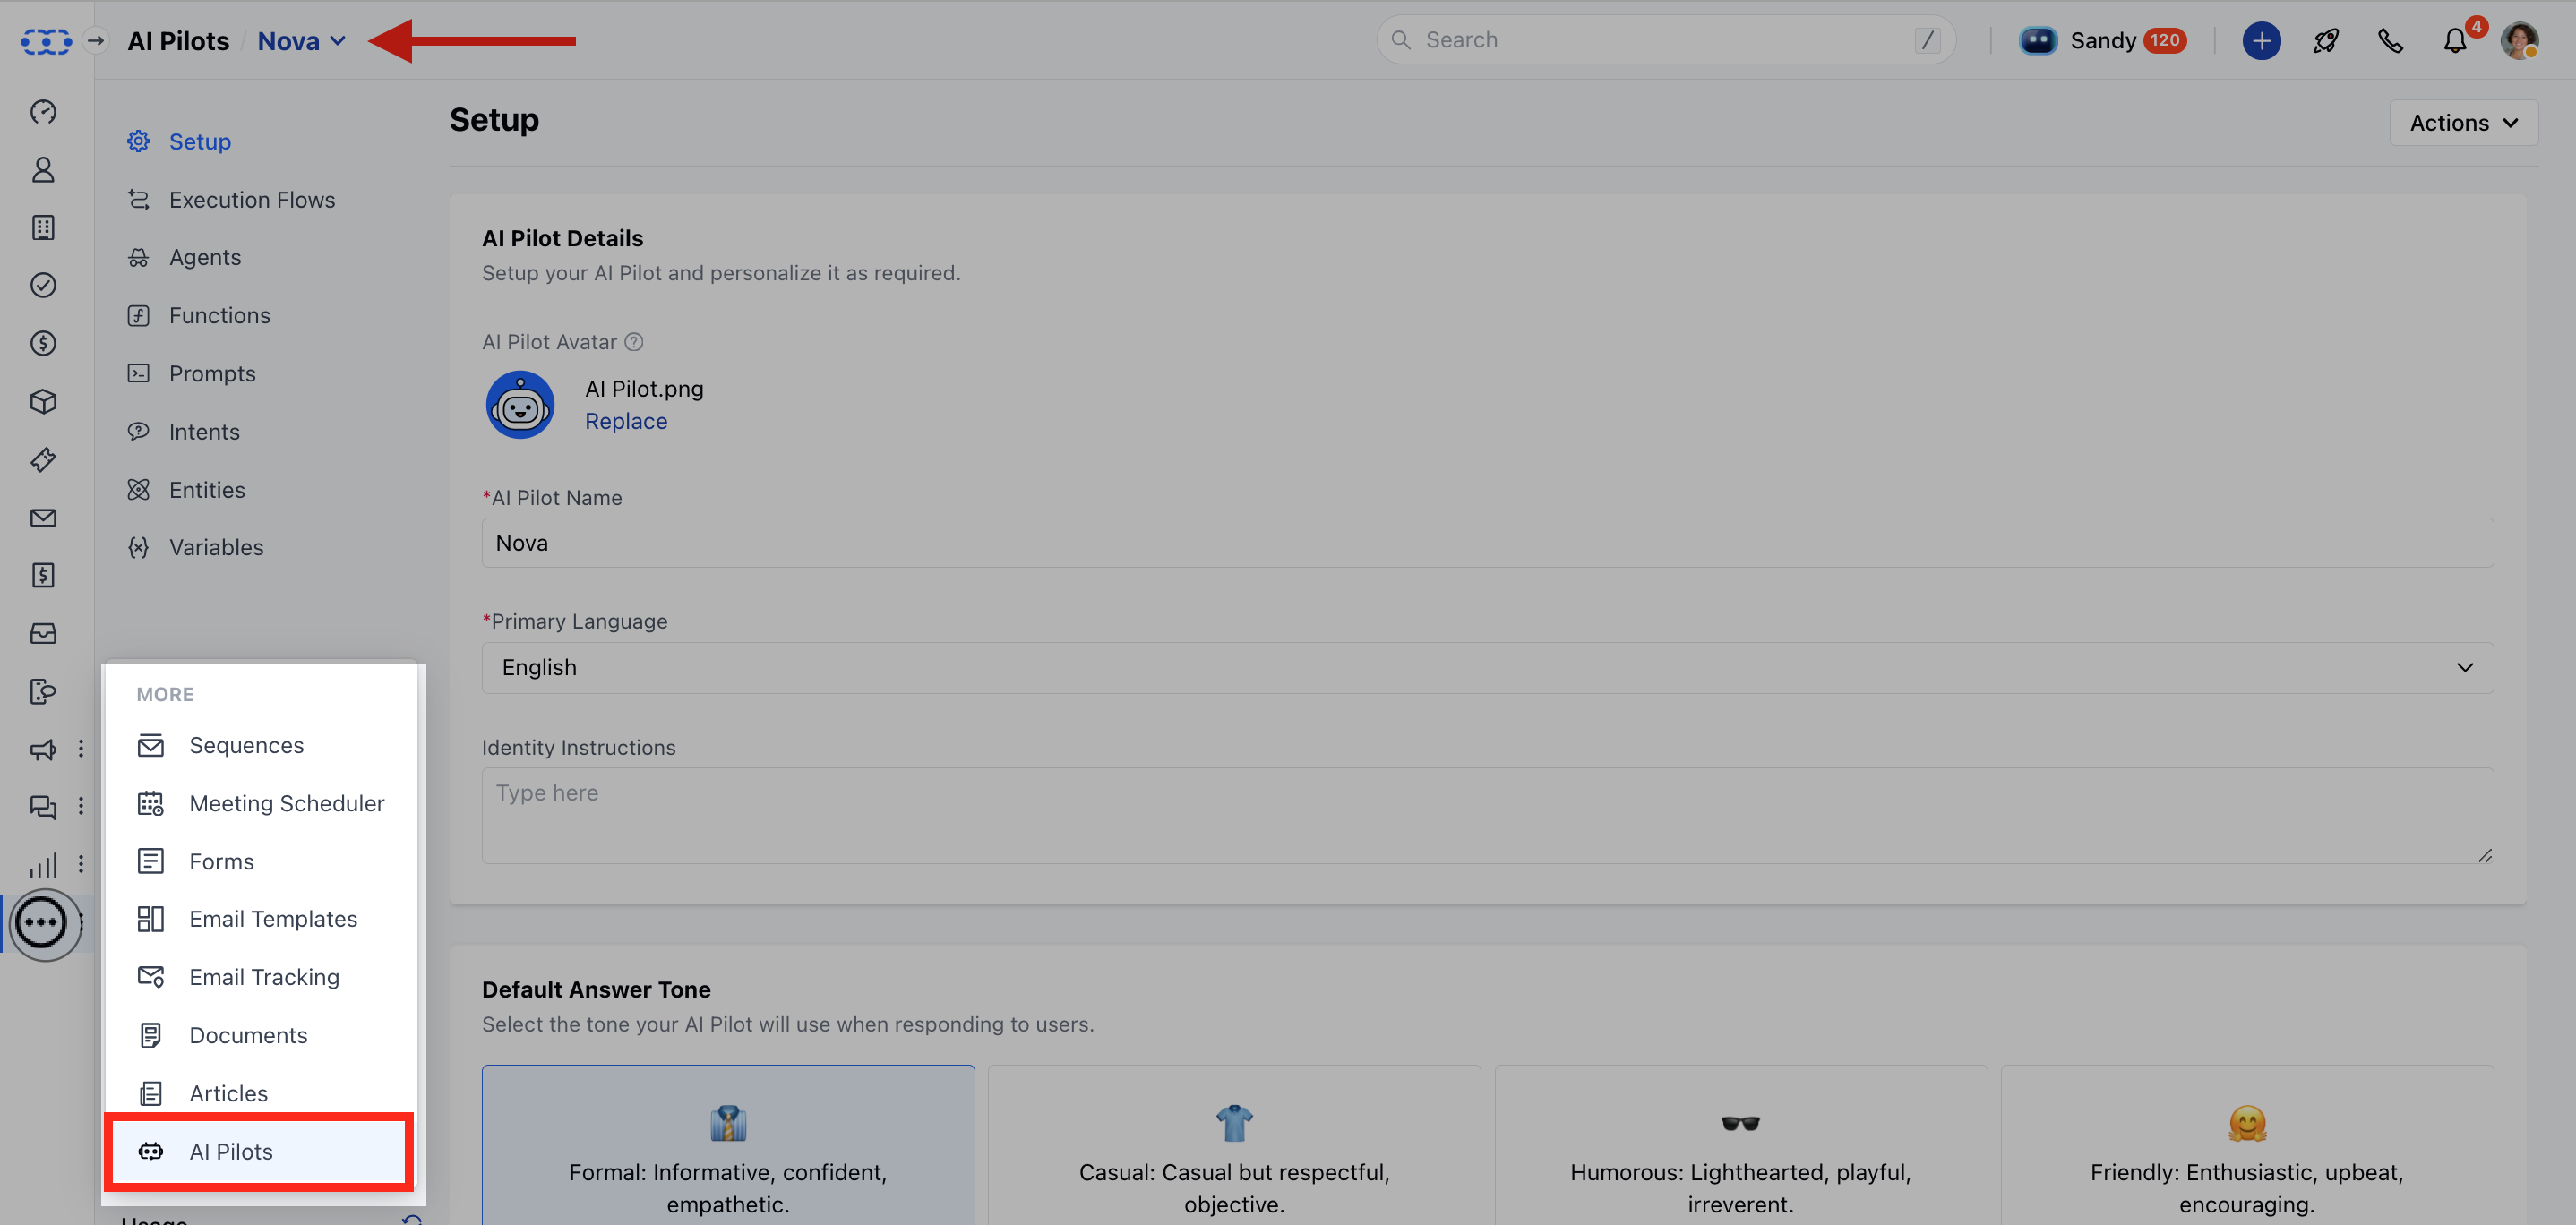 AI Pilots / Nova
Search /
Sandy 120
4
Setup
Execution Flows
Agents
Functions
Prompts
Intents
Entities
Variables
MORE
Sequences
Meeting Scheduler
Forms
Email Templates
Email Tracking
Documents
Articles
AI Pilots
Setup
Actions
AI Pilot Details
Setup your AI Pilot and personalize it as required.
AI Pilot Avatar
AI Pilot.png
Replace
*AI Pilot Name
Nova
*Primary Language
English
Identity Instructions
Type here
Default Answer Tone
Select the tone your AI Pilot will use when responding to users.
Formal: Informative, confident,
empathetic.
Casual: Casual but respectful,
objective.
Humorous: Lighthearted, playful,
irreverent.
Friendly: Enthusiastic, upbeat,
encouraging.